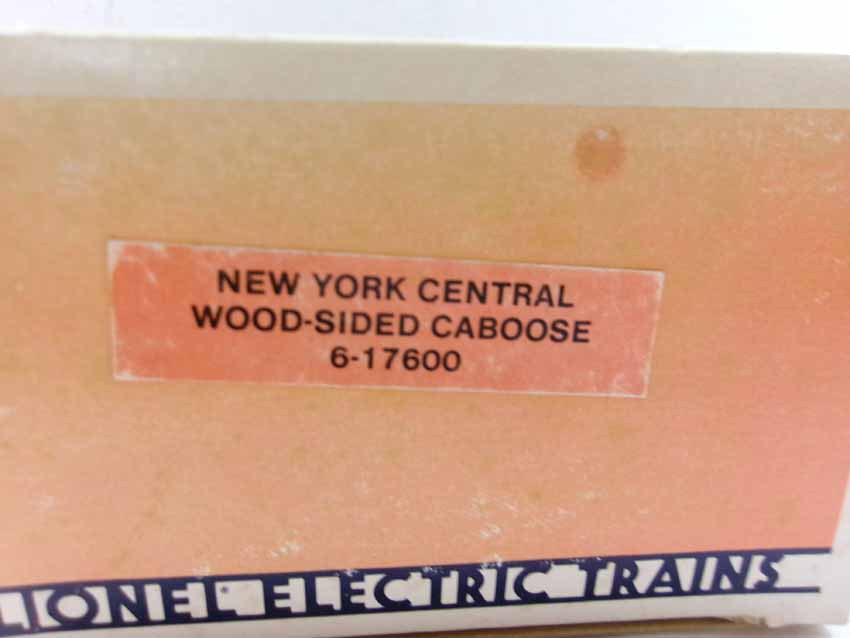 NEW YORK CENTRAL
WOOD-SIDED CABOOSE
6-17600
LIONEL ELECTRIC TRAINS